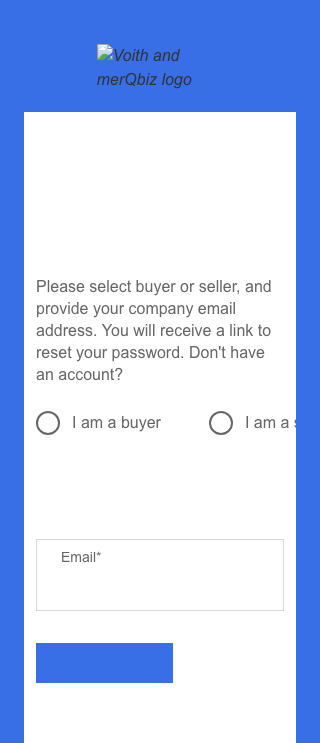 Voith and
merQbiz logo
Please select buyer or seller, and
provide your company email
address. You will receive a link to
reset your password. Don't have
an account?
I am a buyer
I am a
Email*